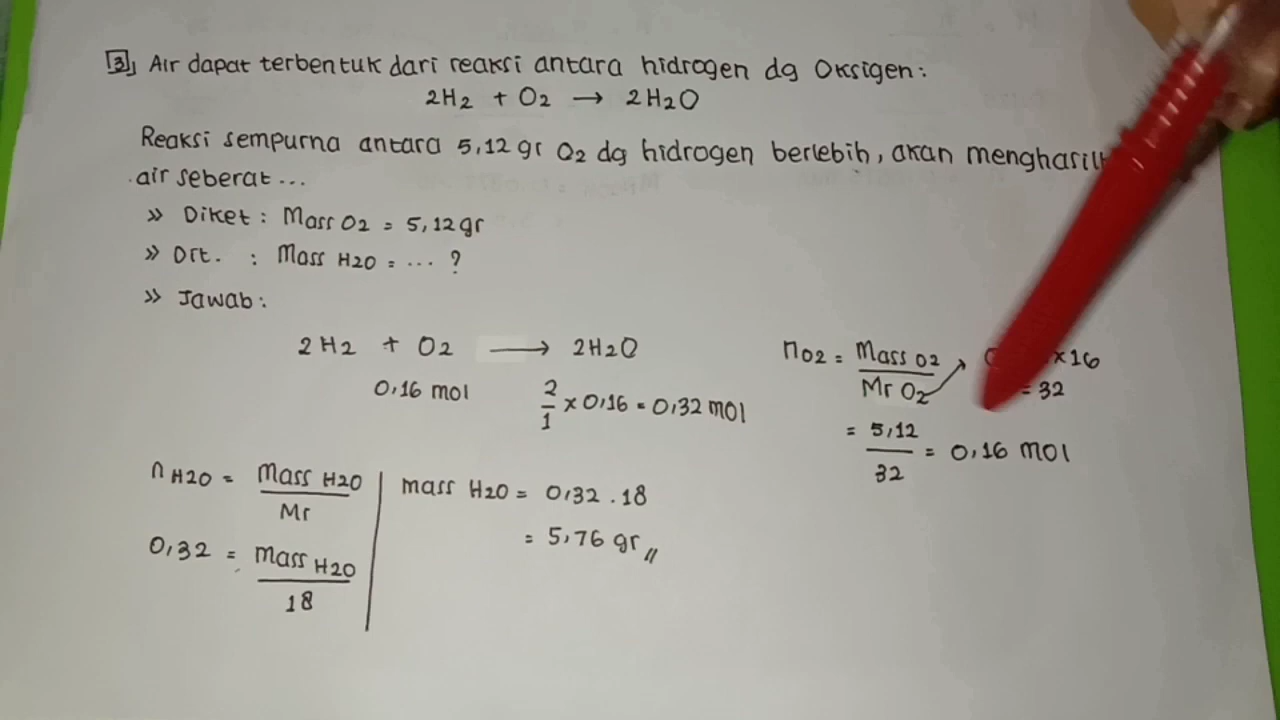 3, Air dapat terbentuk dari reaksi antara hidrogen dg Oksigen:
2H2 + O2 → 2H2O
Reaksi sempurna antara 5,12 gr O2 dg hidrogen berlebih, akan
air seberat...
» Diket : Mass O2 = 5,12 gr
» Dit. : Mass H2O = ... ?
» Jawab:
2H2 + O2 → 2H2O
0,16 mol 2/1 x 0,16 = 0,32 mol
n H2O = Mass H2O / Mr
0,32 = Mass H2O / 18
mass H2O = 0,32 . 18
= 5,76 gr //
n O2 = Mass O2 / Mr O2
x 16
= 32
= 5,12 / 32 = 0,16 mol